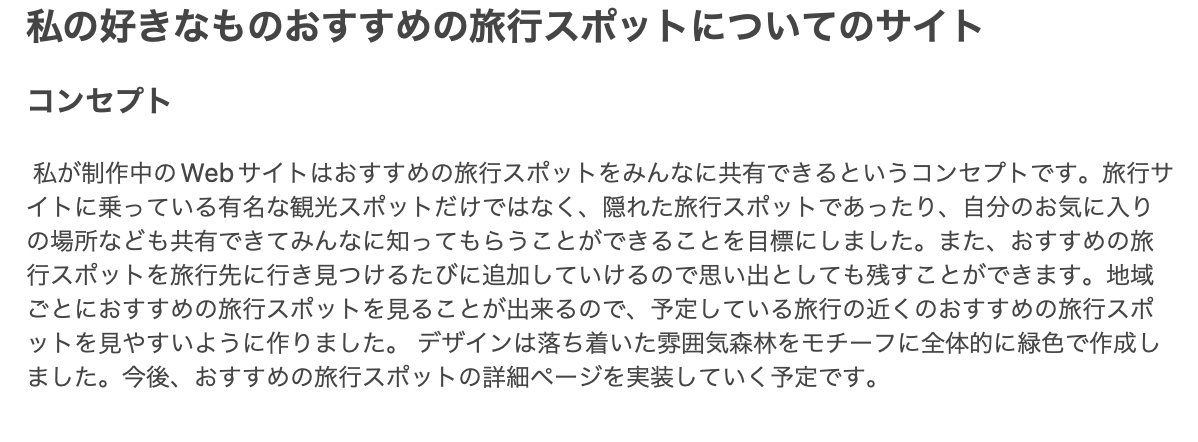 私の好きなものおすすめの旅行スポットについてのサイト
コンセプト
私が制作中のWebサイトはおすすめの旅行スポットをみんなに共有できるというコンセプトです。旅行サ
イトに乗っている有名な観光スポットだけではなく、隠れた旅行スポットであったり、自分のお気に入り
の場所なども共有できてみんなに知ってもらうことができることを目標にしました。また、おすすめの旅
行スポットを旅行先に行き見つけるたびに追加していけるので思い出としても残すことができます。地域
ごとにおすすめの旅行スポットを見ることが出来るので、予定している旅行の近くのおすすめの旅行スポ
ットを見やすいように作りました。 デザインは落ち着いた雰囲気森林をモチーフに全体的に緑色で作成し
ました。今後、おすすめの旅行スポットの詳細ページを実装していく予定です。